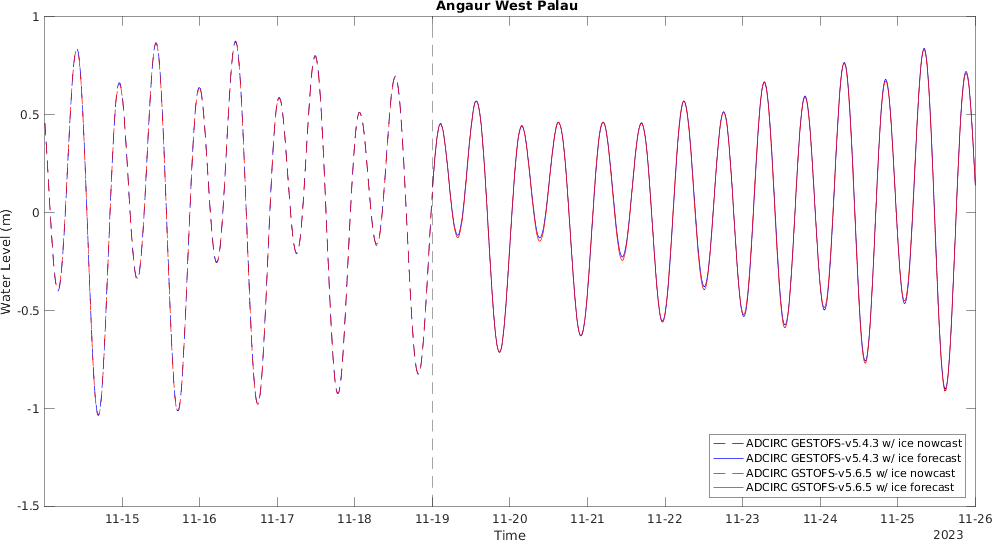 Angaur West Palau
1
0.5
0
-0.5
-1
-1.5
Water Level (m)
ADCIRC GESTOFS-v5.4.3 w/ ice nowcast
ADCIRC GESTOFS-v5.4.3 w/ ice forecast
ADCIRC GSTOFS-v5.6.5 w/ ice nowcast
ADCIRC GSTOFS-v5.6.5 w/ ice forecast
11-15 11-16 11-17 11-18 11-19 11-20 11-21 11-22 11-23 11-24 11-25 11-26
Time
2023